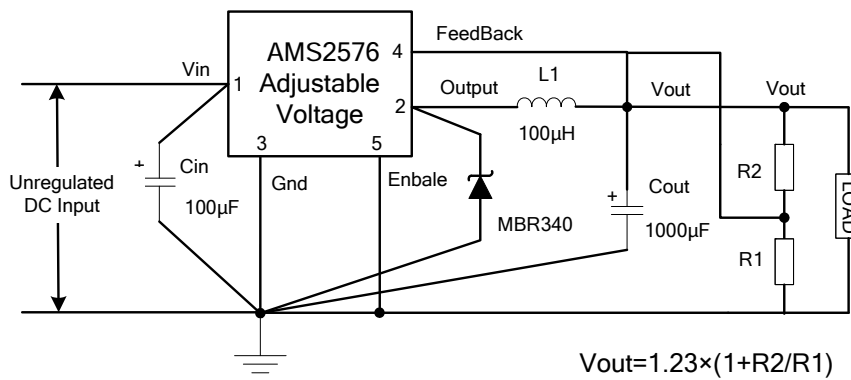 FeedBack
AMS2576
Adjustable
Voltage
4
Vin
1
Output
L1
Vout
Vout
2
100µH
3
5
+
Cin
100µF
Gnd
Enbale
Unregulated
DC Input
MBR340
+
Cout
1000µF
R2
LOAD
R1
Vout=1.23×(1+R2/R1)